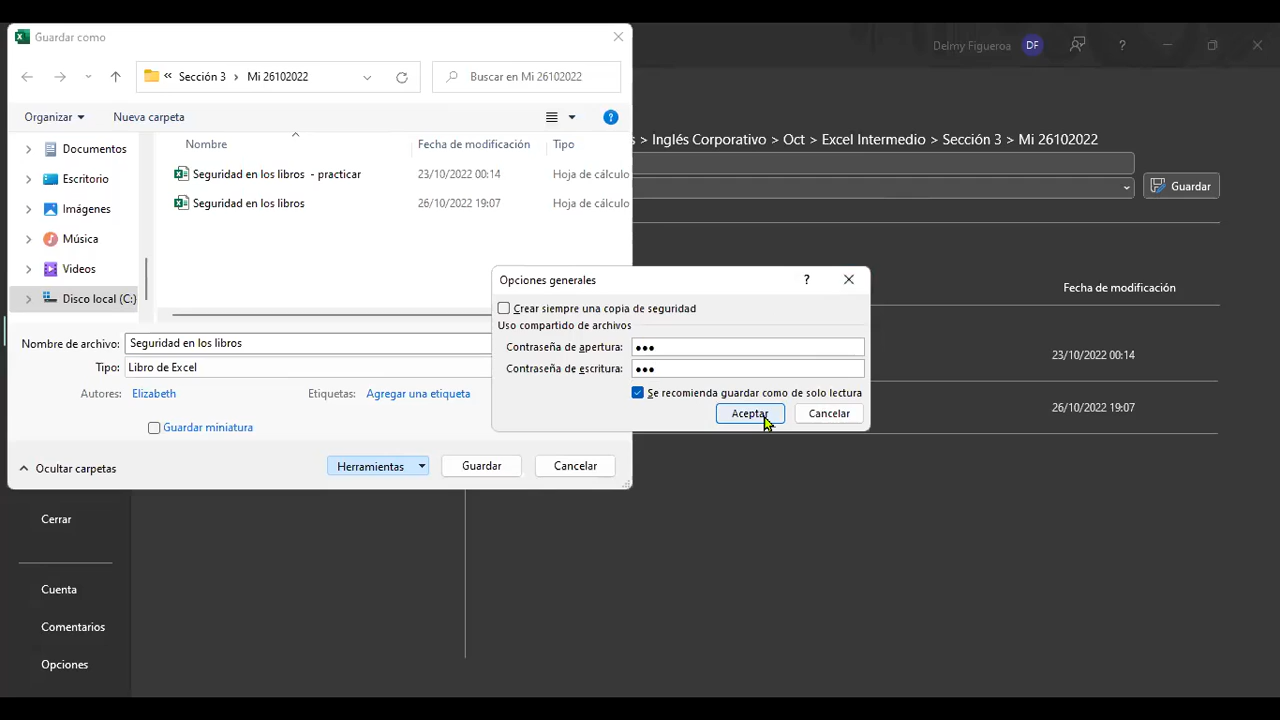 Guardar como
Delmy Figueroa DF ?
« Sección 3 > Mi 26102022
Buscar en Mi 26102022
Organizar
Nueva carpeta
?
s > Inglés Corporativo > Oct > Excel Intermedio > Sección 3 > Mi 26102022
Guardar
Nombre
Fecha de modificación
Tipo
Documentos
Escritorio
Imágenes
Música
Videos
Disco local (C:)
Seguridad en los libros - practicar 23/10/2022 00:14 Hoja de cálculo
Seguridad en los libros 26/10/2022 19:07 Hoja de cálculo
Fecha de modificación
23/10/2022 00:14
26/10/2022 19:07
Opciones generales ?
Crear siempre una copia de seguridad
Uso compartido de archivos
Contraseña de apertura: •••
Contraseña de escritura: •••
Se recomienda guardar como de solo lectura
Aceptar
Cancelar
Nombre de archivo: Seguridad en los libros
Tipo: Libro de Excel
Autores: Elizabeth
Etiquetas: Agregar una etiqueta
Guardar miniatura
Ocultar carpetas
Herramientas
Guardar
Cancelar
Cerrar
Cuenta
Comentarios
Opciones